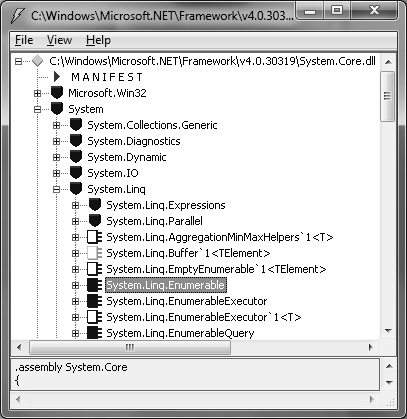 C:\Windows\Microsoft.NET\Framework\v4.0.303...
File View Help
C:\Windows\Microsoft.NET\Framework\v4.0.30319\System.Core.dll
M A N I F E S T
Microsoft.Win32
System
System.Collections.Generic
System.Diagnostics
System.Dynamic
System.IO
System.Linq
System.Linq.Expressions
System.Linq.Parallel
System.Linq.AggregationMinMaxHelpers`1<T>
System.Linq.Buffer`1<TElement>
System.Linq.EmptyEnumerable`1<TElement>
System.Linq.Enumerable
System.Linq.EnumerableExecutor
System.Linq.EnumerableExecutor`1<T>
System.Linq.EnumerableQuery
.assembly System.Core
{